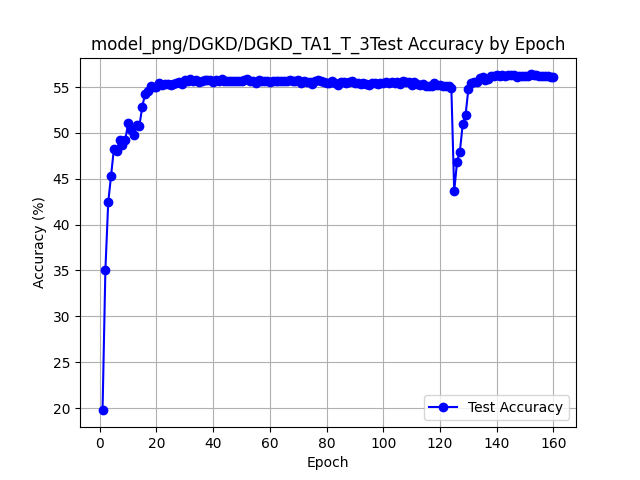 model_png/DGKD/DGKD_TA1_T_3Test Accuracy by Epoch
55
50
45
40
35
30
25
20
Accuracy (%)
Test Accuracy
0 20 40 60 80 100 120 140 160
Epoch